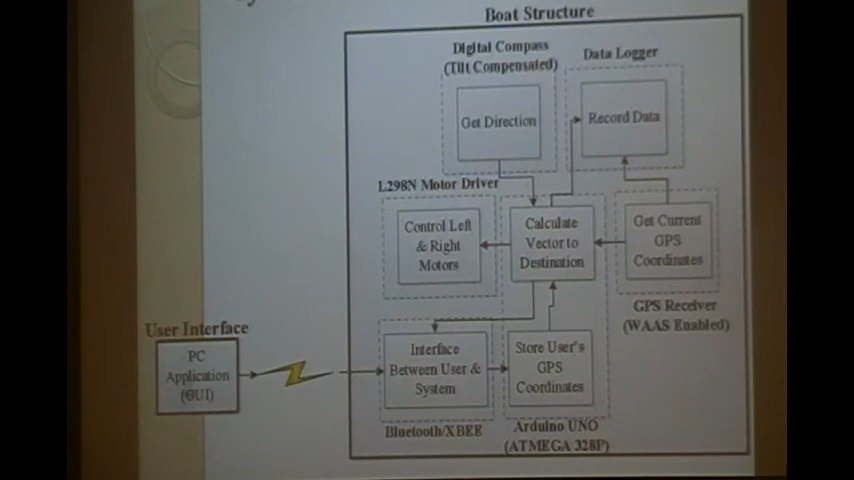 Boat Structure
Digital Compass
(Tilt Compensated)
Data Logger
Get Direction
Record Data
L298N Motor Driver
Control Left
& Right
Motors
Calculate
Vector to
Destination
Get Current
GPS
Coordinates
GPS Receiver
(WAAS Enabled)
User Interface
PC
Application
(GUI)
Interface
Between User &
System
Store User's
GPS
Coordinates
Bluetooth/XBEE
Arduino UNO
(ATMEGA 328P)